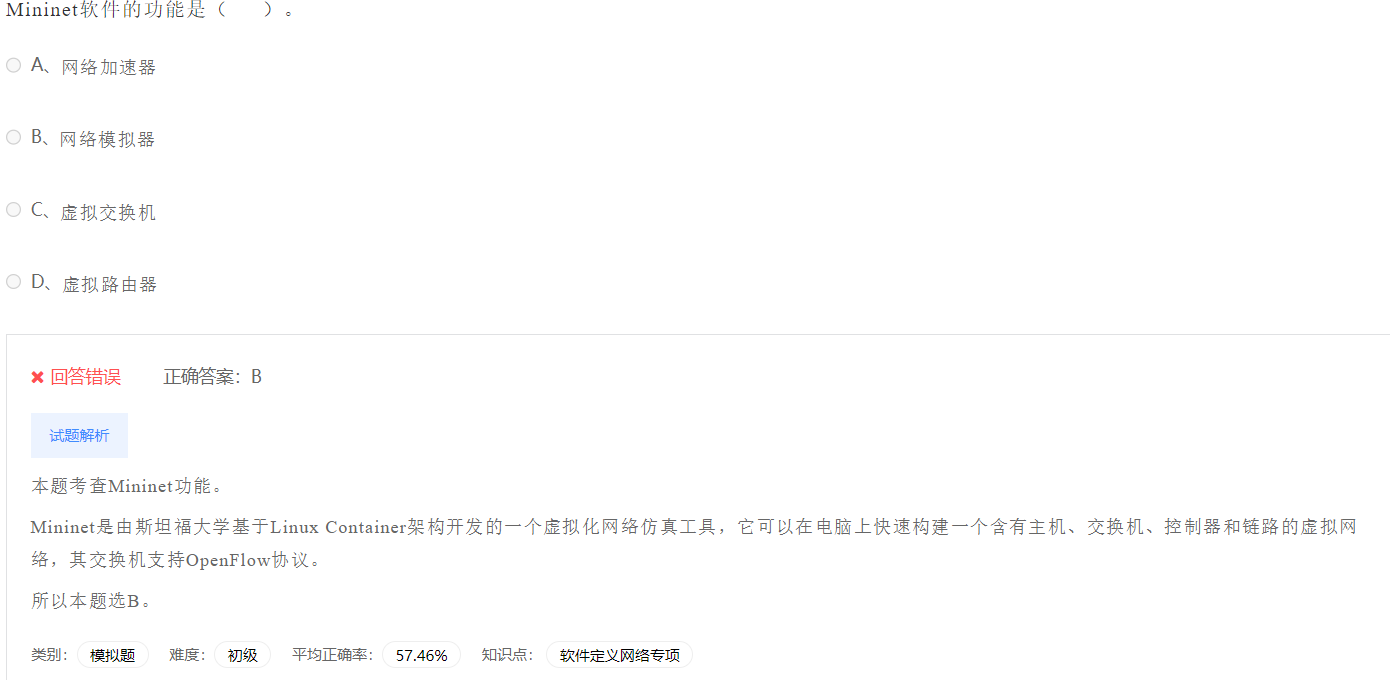 Mininet软件的功能是（　　）。
A、网络加速器
B、网络模拟器
C、虚拟交换机
D、虚拟路由器
回答错误 正确答案：B
试题解析
本题考查Mininet功能。
Mininet是由斯坦福大学基于Linux Container架构开发的一个虚拟化网络仿真工具，它可以在电脑上快速构建一个含有主机、交换机、控制器和链路的虚拟网
络，其交换机支持OpenFlow协议。
所以本题选B。
类别： 模拟题 难度： 初级 平均正确率： 57.46% 知识点： 软件定义网络专项